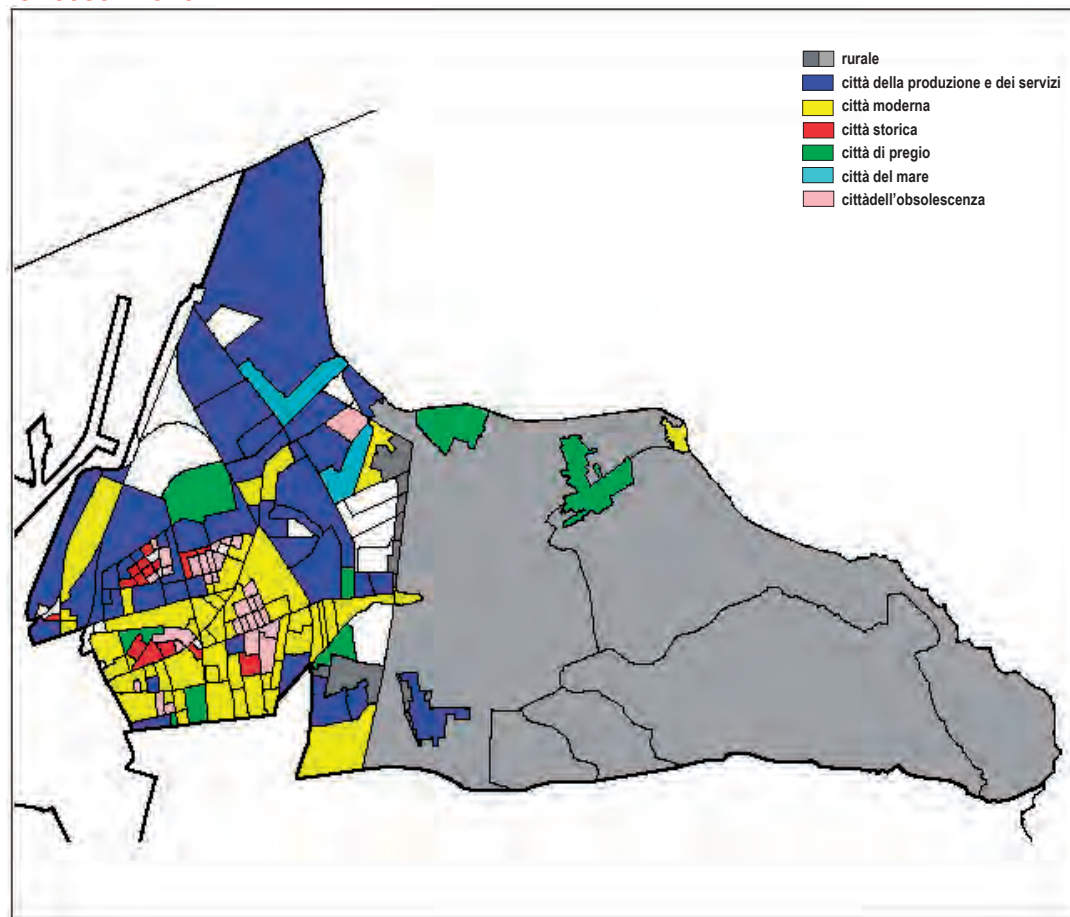 rurale
città della produzione e dei servizi
città moderna
città storica
città di pregio
città del mare
cittàdell'obsolescenza